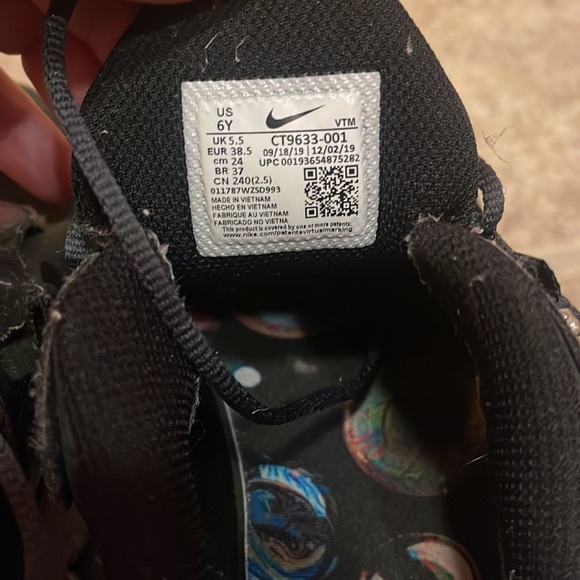 US
6Y
VTM
UK 5.5
CT9633-001
EUR 38.5
09/18/19 12/02/19
cm 24
UPC 00193654875282
BR 37
CN 240(2.5)
011787WZSD993
MADE IN VIETNAM
HECHO EN VIETNAM
FABRIQUE AU VIETNAM
FABRICADO NO VIETNA
This product is covered by one or more patents.
www.nike.com/patentsvirtualmarking